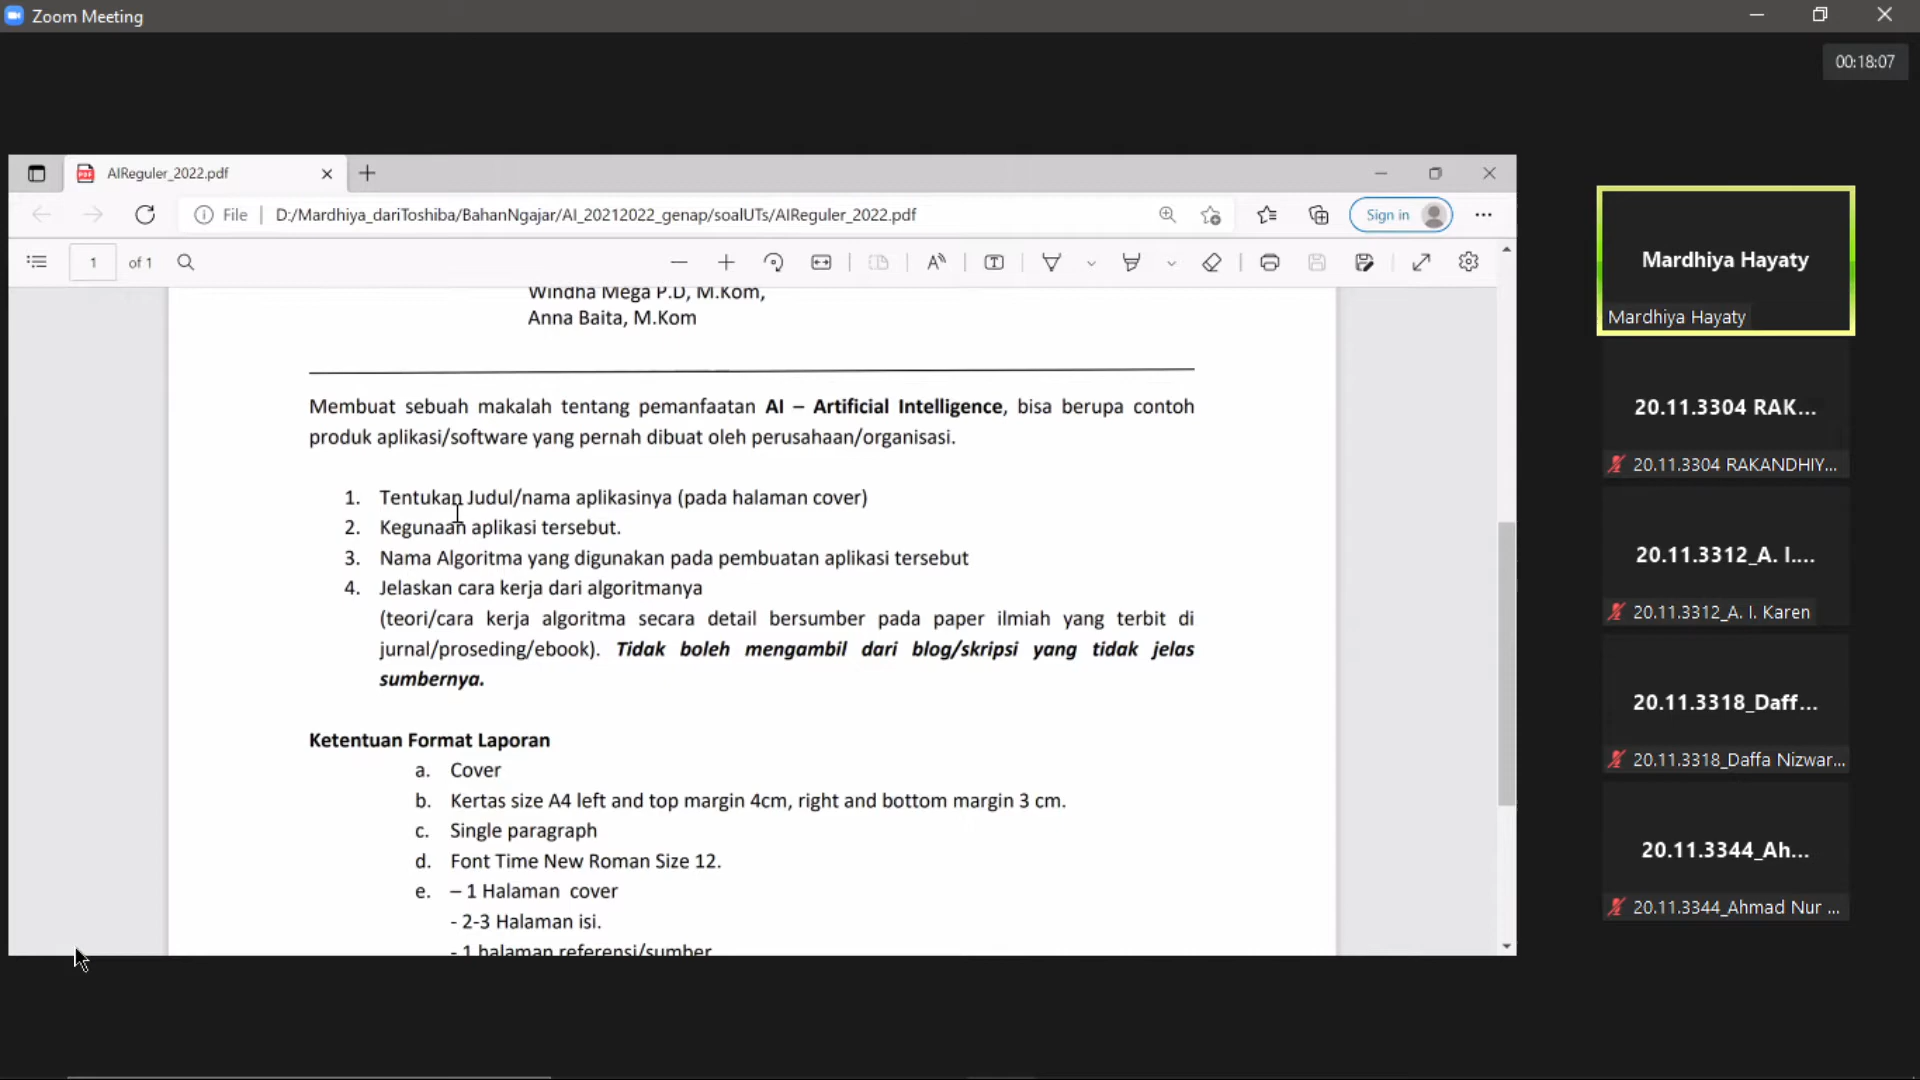 Zoom Meeting
00:18:07
AIReguler_2022.pdf
File
D:/Mardhiya_dariToshiba/BahanNgajar/AI_20212022_genap/soalUTs/AIReguler_2022.pdf
Sign in
1 of 1
Windha Mega P.D, M.Kom,
Anna Baita, M.Kom
Membuat sebuah makalah tentang pemanfaatan AI – Artificial Intelligence, bisa berupa contoh
produk aplikasi/software yang pernah dibuat oleh perusahaan/organisasi.
1. Tentukan Judul/nama aplikasinya (pada halaman cover)
2. Kegunaan aplikasi tersebut.
3. Nama Algoritma yang digunakan pada pembuatan aplikasi tersebut
4. Jelaskan cara kerja dari algoritmanya
(teori/cara kerja algoritma secara detail bersumber pada paper ilmiah yang terbit di
jurnal/proseding/ebook). Tidak boleh mengambil dari blog/skripsi yang tidak jelas
sumbernya.
Ketentuan Format Laporan
a. Cover
b. Kertas size A4 left and top margin 4cm, right and bottom margin 3 cm.
c. Single paragraph
d. Font Time New Roman Size 12.
e. – 1 Halaman cover
- 2-3 Halaman isi.
- 1 halaman referensi/sumber
Mardhiya Hayaty
Mardhiya Hayaty
20.11.3304 RAK...
20.11.3304 RAKANDHIY...
20.11.3312_A. I....
20.11.3312_A. I. Karen
20.11.3318_Daff...
20.11.3318_Daffa Nizwar...
20.11.3344_Ah...
20.11.3344_Ahmad Nur ...